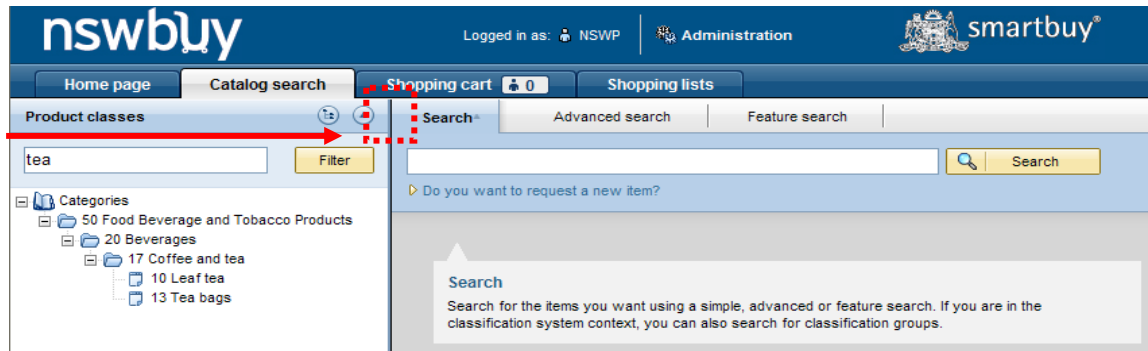 nswbuy
Logged in as: NSWP
Administration
smartbuy®
Home page
Catalog search
Shopping cart 0
Shopping lists
Product classes
Search
Advanced search
Feature search
tea
Filter
Search
Do you want to request a new item?
Categories
50 Food Beverage and Tobacco Products
20 Beverages
17 Coffee and tea
10 Leaf tea
13 Tea bags
Search
Search for the items you want using a simple, advanced or feature search. If you are in the
classification system context, you can also search for classification groups.